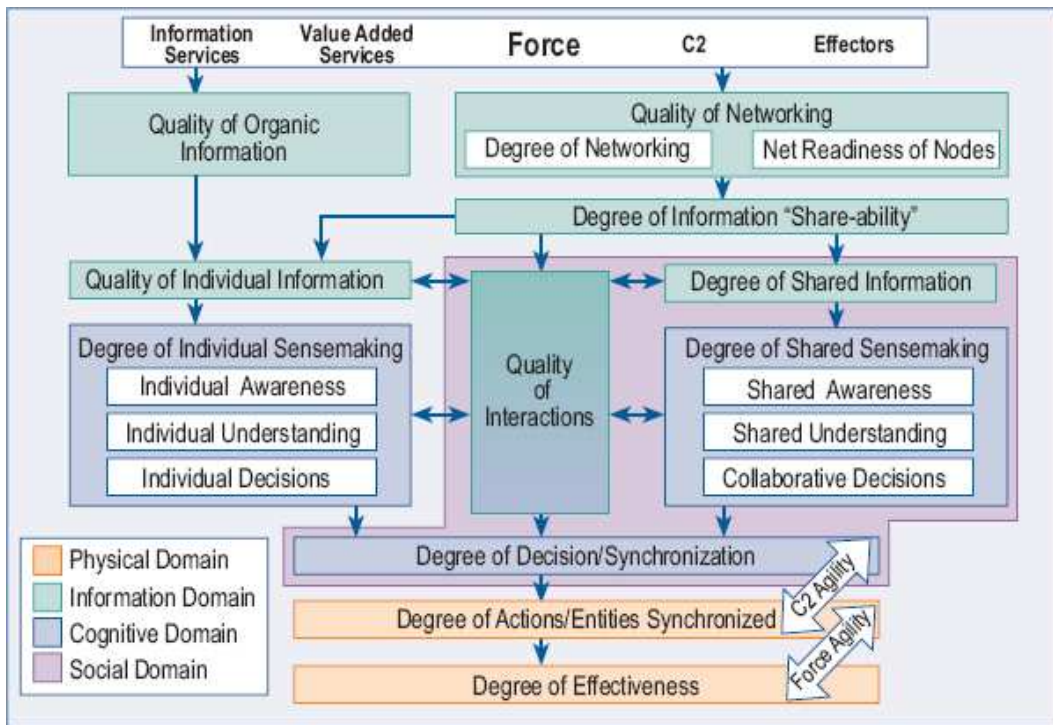 Information Services
Value Added Services
Force
C2
Effectors
Quality of Organic
Information
Quality of Networking
Degree of Networking
Net Readiness of Nodes
Degree of Information “Share-ability”
Quality of Individual Information
Degree of Shared Information
Degree of Individual Sensemaking
Individual Awareness
Individual Understanding
Individual Decisions
Quality
of
Interactions
Degree of Shared Sensemaking
Shared Awareness
Shared Understanding
Collaborative Decisions
Degree of Decision/Synchronization
C2 Agility
Degree of Actions/Entities Synchronized
Force Agility
Degree of Effectiveness
Physical Domain
Information Domain
Cognitive Domain
Social Domain